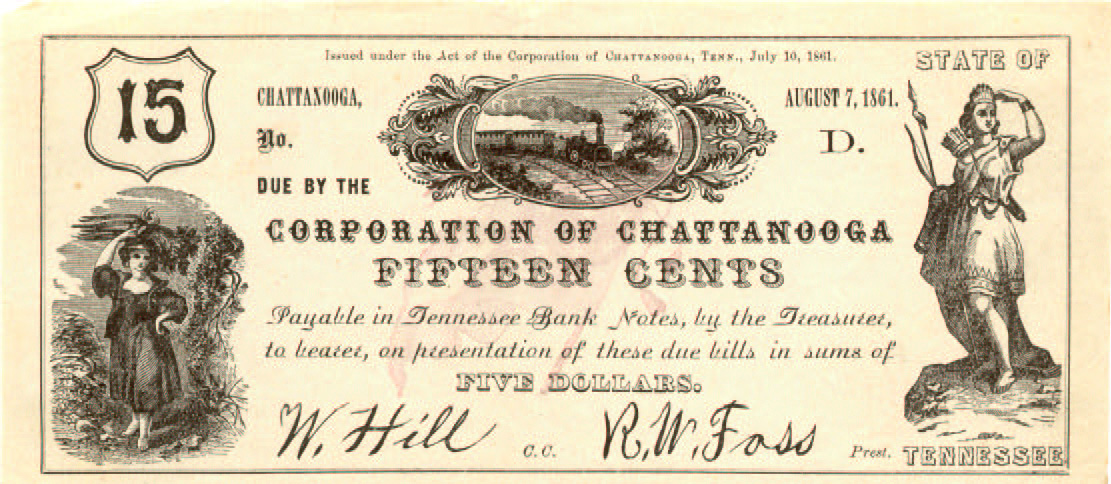 Issued under the Act of the Corporation of CHATTANOOGA, TENN., July 10, 1861.
STATE OF
15
CHATTANOOGA,
AUGUST 7, 1861.
No.
D.
DUE BY THE
CORPORATION OF CHATTANOOGA
FIFTEEN CENTS
Payable in Tennessee Bank Notes, by the Treasurer,
to bearer, on presentation of these due bills in sums of
FIVE DOLLARS.
W. Hill C.C. R.W. Foss Prest.
TENNESSEE